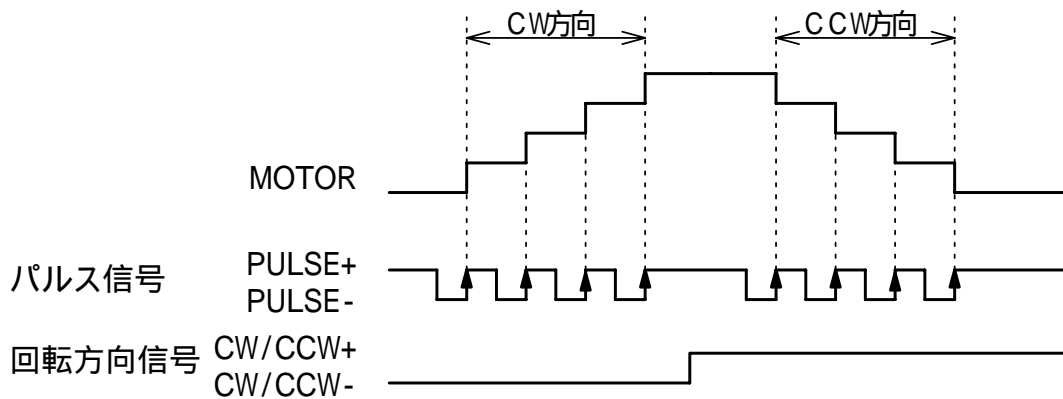 CW方向
CCW方向
MOTOR
パルス信号
PULSE+
PULSE-
回転方向信号
CW/CCW+
CW/CCW-